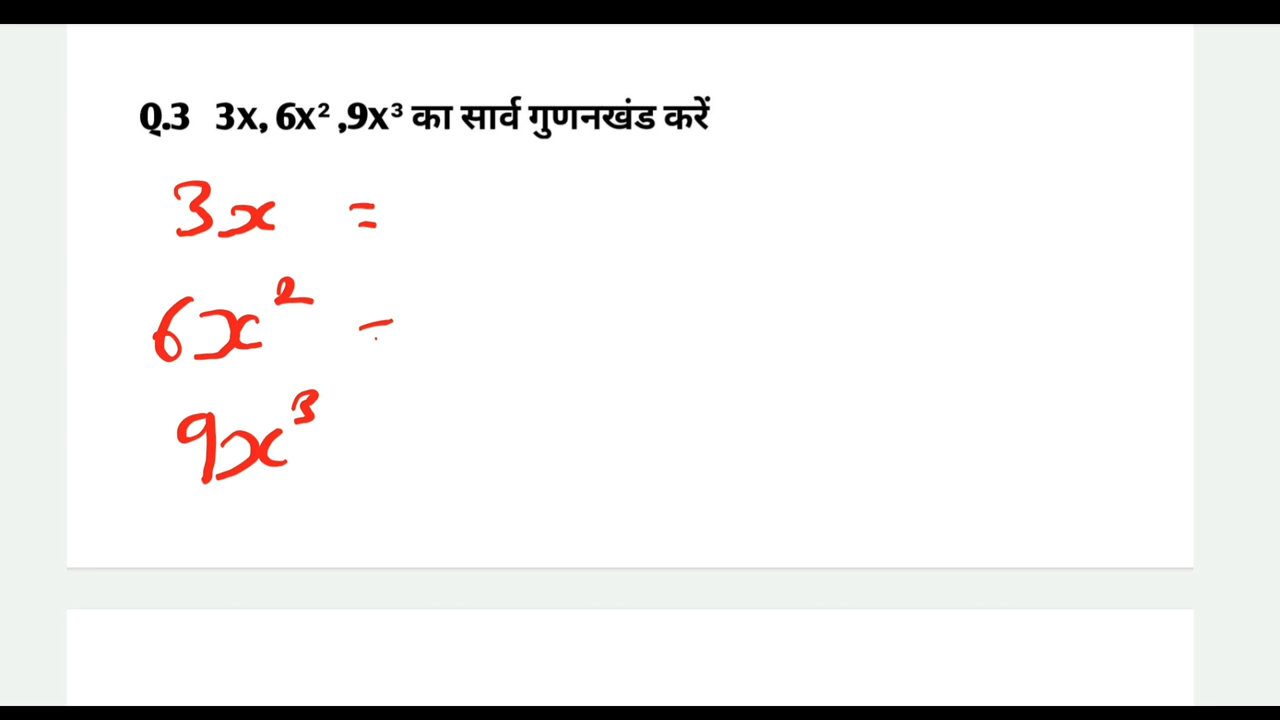 Q.3 3x, 6x² ,9x³ का सार्व गुणनखंड करें
3x =
6x² -
9x³